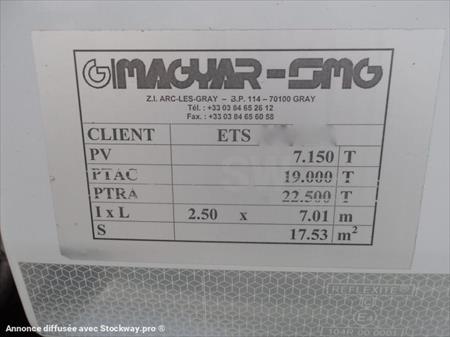 MAGYAR-SMG
Z.I. ARC-LES-GRAY – B.P. 114 – 70100 GRAY
Tél. : +33 03 84 65 26 12
Fax. : +33 03 84 65 60 58
CLIENT ETS
PV 7.150 T
PTAC 19.000 T
PTRA 22.500 T
I x L 2.50 x 7.01 m
S 17.53 m²
REFLEXITE
Annonce diffusée avec Stockway.pro ®